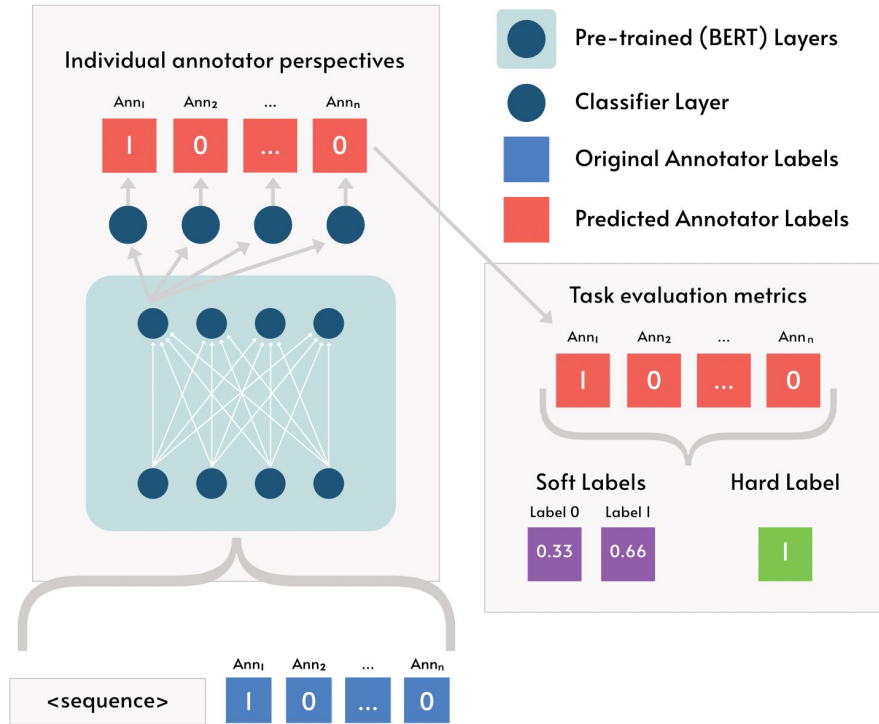 Individual annotator perspectives
Ann₁ Ann₂ ... Annₙ
1 0 ... 0
Pre-trained (BERT) Layers
Classifier Layer
Original Annotator Labels
Predicted Annotator Labels
Task evaluation metrics
Ann₁ Ann₂ ... Annₙ
1 0 ... 0
Soft Labels Hard Label
Label 0 Label 1
0.33 0.66 1
Ann₁ Ann₂ ... Annₙ
<sequence> 1 0 ... 0